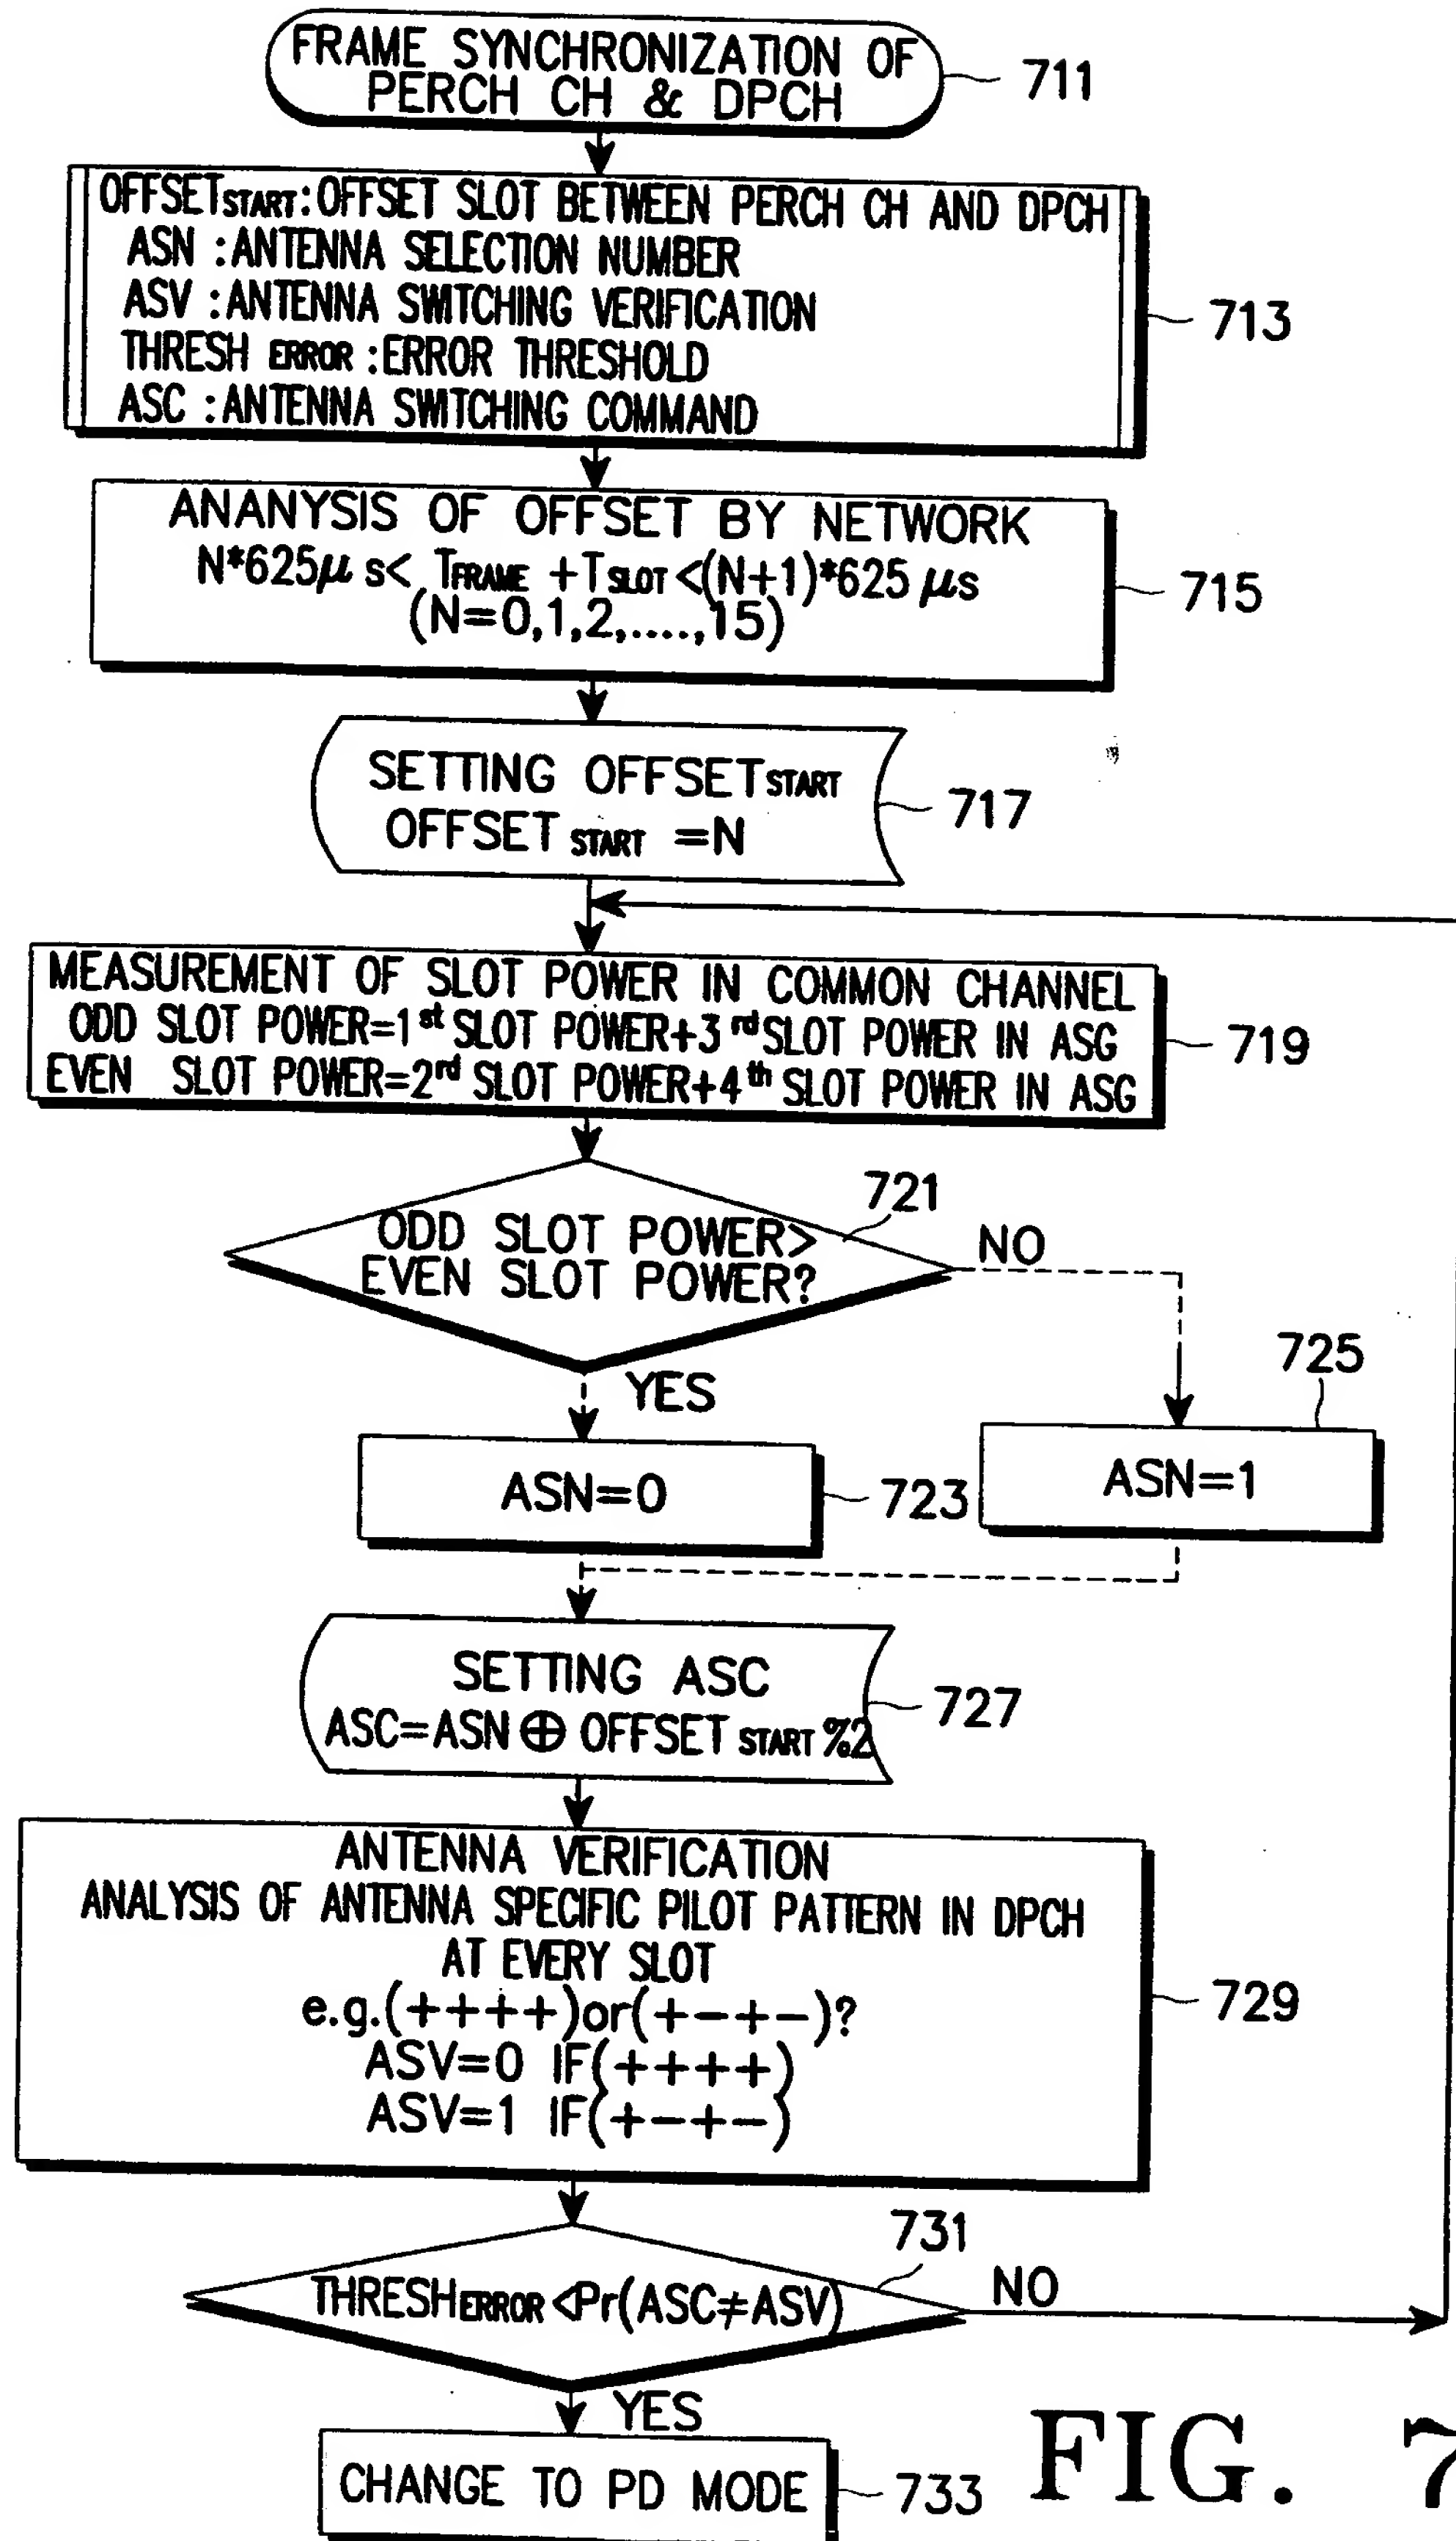 FRAME SYNCHRONIZATION OF
PERCH CH & DPCH
711
OFFSETSTART:OFFSET SLOT BETWEEN PERCH CH AND DPCH
ASN :ANTENNA SELECTION NUMBER
ASV :ANTENNA SWITCHING VERIFICATION
THRESH ERROR :ERROR THRESHOLD
ASC :ANTENNA SWITCHING COMMAND
713
ANANYSIS OF OFFSET BY NETWORK
N*625μ s< TFRAME +TSLOT <(N+1)*625 μs
(N=0,1,2,....,15)
715
SETTING OFFSETSTART
OFFSET START =N
717
MEASUREMENT OF SLOT POWER IN COMMON CHANNEL
ODD SLOT POWER=1st SLOT POWER+3rd SLOT POWER IN ASG
EVEN SLOT POWER=2rd SLOT POWER+4th SLOT POWER IN ASG
719
721
ODD SLOT POWER>
EVEN SLOT POWER?
NO
YES
725
ASN=0
723
ASN=1
SETTING ASC
ASC=ASN ⊕ OFFSET START %2
727
ANTENNA VERIFICATION
ANALYSIS OF ANTENNA SPECIFIC PILOT PATTERN IN DPCH
AT EVERY SLOT
e.g.(++++)or(+-+-)?
ASV=0 IF(++++)
ASV=1 IF(+-+-)
729
731
THRESHERROR <Pr(ASC≠ASV)
NO
YES
CHANGE TO PD MODE
733
FIG. 7